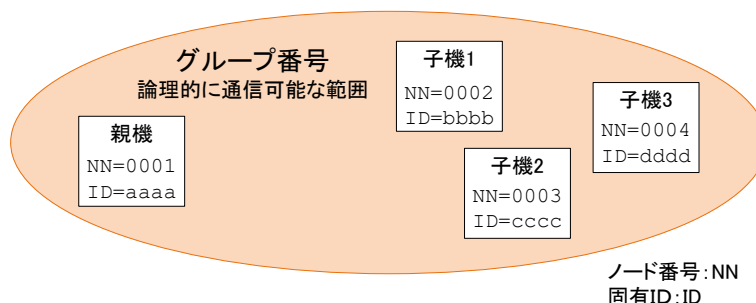 グループ番号
論理的に通信可能な範囲
親機
NN=0001
ID=aaaa
子機1
NN=0002
ID=bbbb
子機2
NN=0003
ID=cccc
子機3
NN=0004
ID=dddd
ノード番号:NN
固有ID:ID